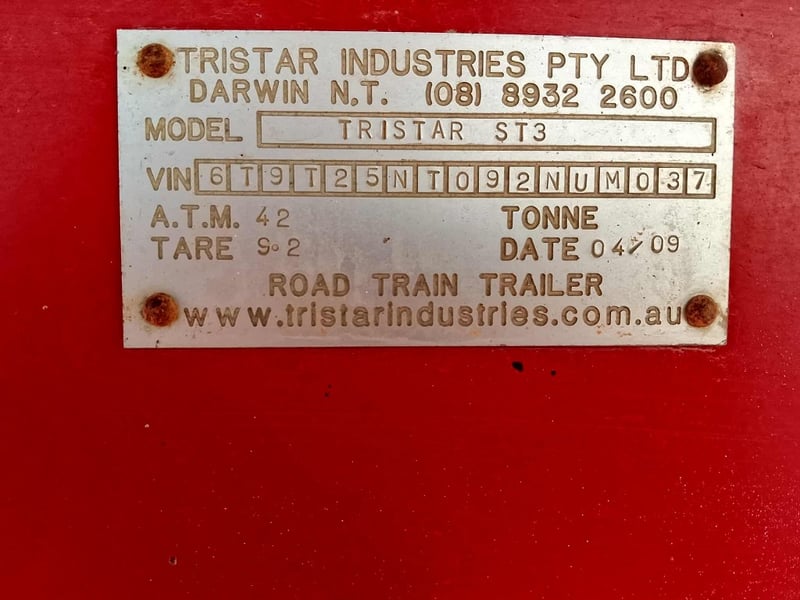 TRISTAR INDUSTRIES PTY LTD
DARWIN N.T. (08) 8932 2600
MODEL TRISTAR ST3
VIN 6T9T25NT092NUM037
A.T.M. 42 TONNE
TARE 9.2 DATE 04/09
ROAD TRAIN TRAILER
www.tristarindustries.com.au